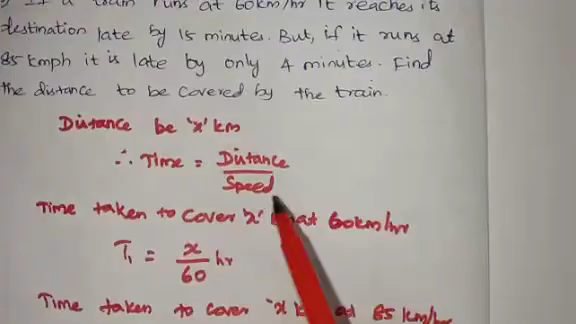 If a train runs at 60km/hr it reaches its
destination late by 15 minutes. But, if it runs at
85 kmph it is late by only 4 minutes. Find
the distance to be covered by the train.
Distance be 'x' km
∴ Time = Distance
Speed
Time taken to cover 'x' at 60km/hr
T₁ = x
60 hr
Time taken to cover 'x k at 85 km/hr